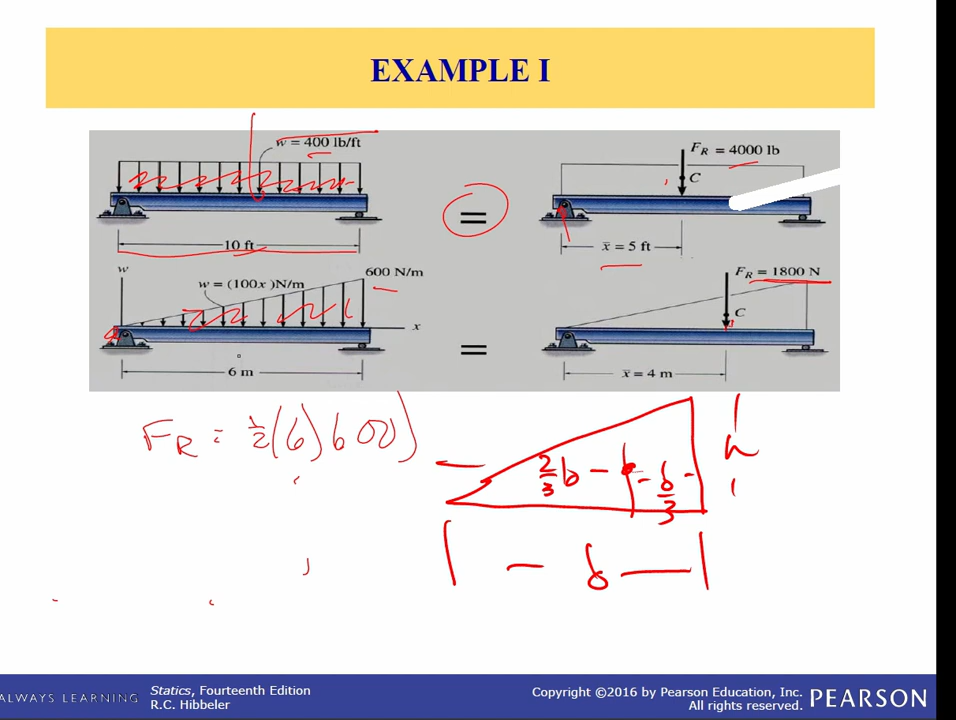 EXAMPLE I
w = 400 lb/ft
10 ft
=
F_R = 4000 lb
C
x̄ = 5 ft
w
w = (100x )N/m
600 N/m
x
6 m
=
F_R = 1800 N
C
x̄ = 4 m
F_R = 1/2 (6) 600)
2/3 b
b/3
h
b
ALWAYS LEARNING
Statics, Fourteenth Edition
R.C. Hibbeler
Copyright ©2016 by Pearson Education, Inc.
All rights reserved.
PEARSON